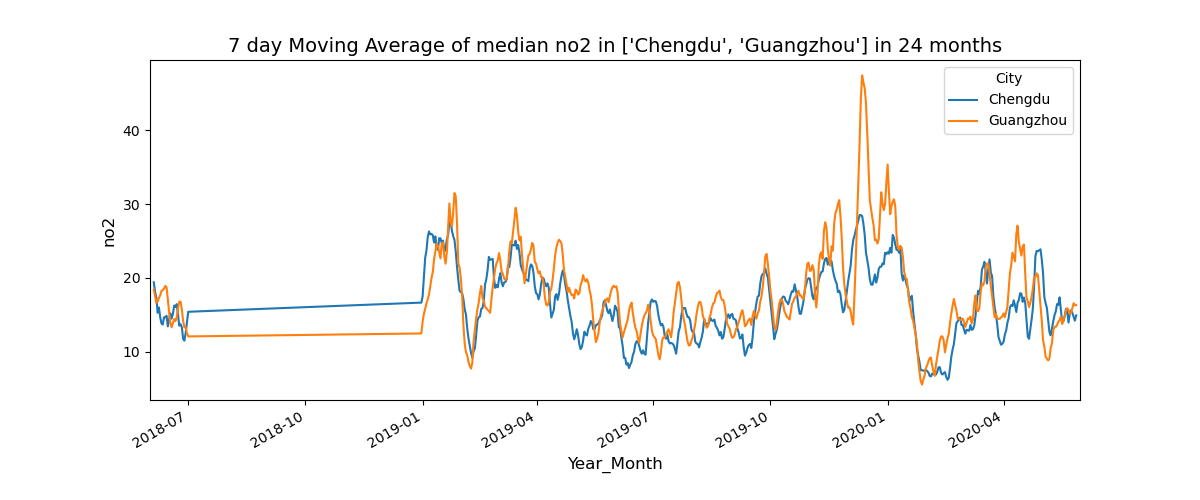 7 day Moving Average of median no2 in ['Chengdu', 'Guangzhou'] in 24 months
City
Chengdu
Guangzhou
no2
40
30
20
10
2018-07
2018-10
2019-01
2019-04
2019-07
2019-10
2020-01
2020-04
Year_Month